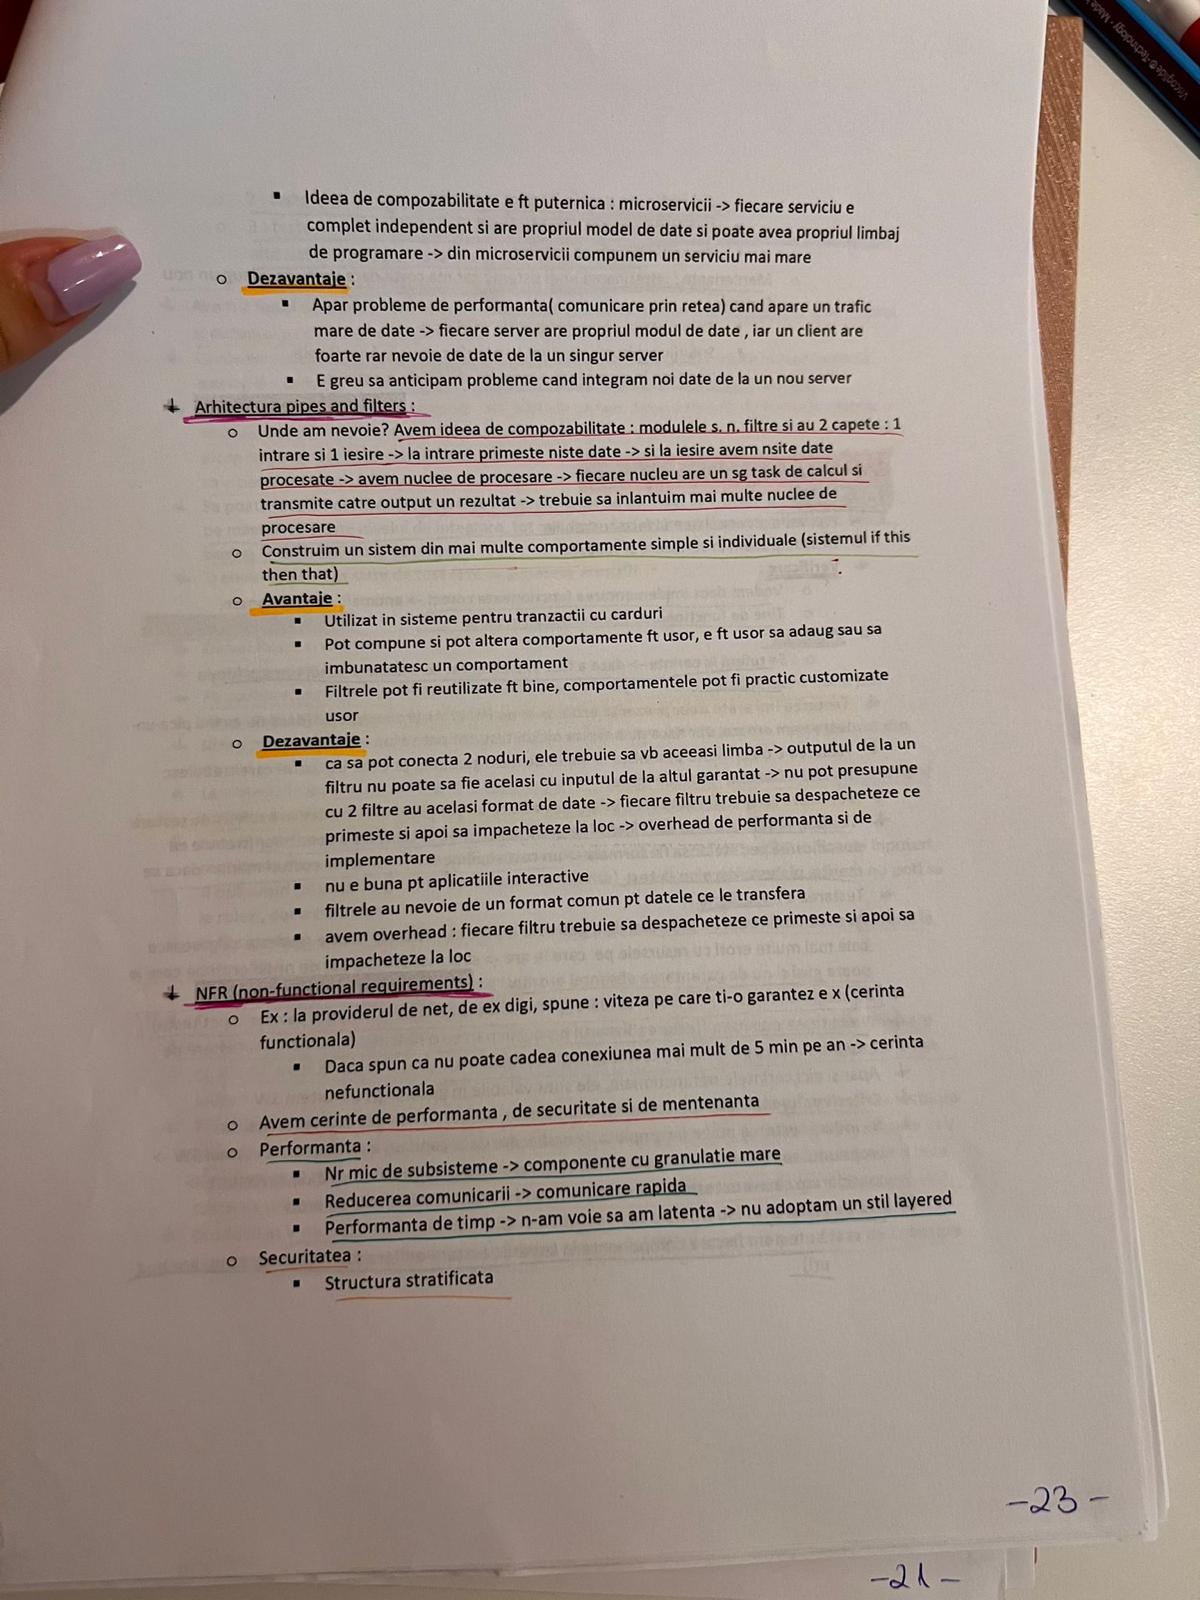 Viscoglide®-Technology · Made
▪ Ideea de compozabilitate e ft puternica : microservicii -> fiecare serviciu e
complet independent si are propriul model de date si poate avea propriul limbaj
de programare -> din microservicii compunem un serviciu mai mare
o Dezavantaje :
▪ Apar probleme de performanta( comunicare prin retea) cand apare un trafic
mare de date -> fiecare server are propriul modul de date , iar un client are
foarte rar nevoie de date de la un singur server
▪ E greu sa anticipam probleme cand integram noi date de la un nou server
Arhitectura pipes and filters :
o Unde am nevoie? Avem ideea de compozabilitate : modulele s. n. filtre si au 2 capete : 1
intrare si 1 iesire -> la intrare primeste niste date -> si la iesire avem nsite date
procesate -> avem nuclee de procesare -> fiecare nucleu are un sg task de calcul si
transmite catre output un rezultat -> trebuie sa inlantuim mai multe nuclee de
procesare
o Construim un sistem din mai multe comportamente simple si individuale (sistemul if this
then that)
o Avantaje :
▪ Utilizat in sisteme pentru tranzactii cu carduri
▪ Pot compune si pot altera comportamente ft usor, e ft usor sa adaug sau sa
imbunatatesc un comportament
▪ Filtrele pot fi reutilizate ft bine, comportamentele pot fi practic customizate
usor
o Dezavantaje :
▪ ca sa pot conecta 2 noduri, ele trebuie sa vb aceeasi limba -> outputul de la un
filtru nu poate sa fie acelasi cu inputul de la altul garantat -> nu pot presupune
cu 2 filtre au acelasi format de date -> fiecare filtru trebuie sa despacheteze ce
primeste si apoi sa impacheteze la loc -> overhead de performanta si de
implementare
▪ nu e buna pt aplicatiile interactive
▪ filtrele au nevoie de un format comun pt datele ce le transfera
▪ avem overhead : fiecare filtru trebuie sa despacheteze ce primeste si apoi sa
impacheteze la loc
NFR (non-functional requirements) :
o Ex : la providerul de net, de ex digi, spune : viteza pe care ti-o garantez e x (cerinta
functionala)
▪ Daca spun ca nu poate cadea conexiunea mai mult de 5 min pe an -> cerinta
nefunctionala
o Avem cerinte de performanta , de securitate si de mentenanta
o Performanta :
▪ Nr mic de subsisteme -> componente cu granulatie mare
▪ Reducerea comunicarii -> comunicare rapida
▪ Performanta de timp -> n-am voie sa am latenta -> nu adoptam un stil layered
o Securitatea :
▪ Structura stratificata
-23-
-21-